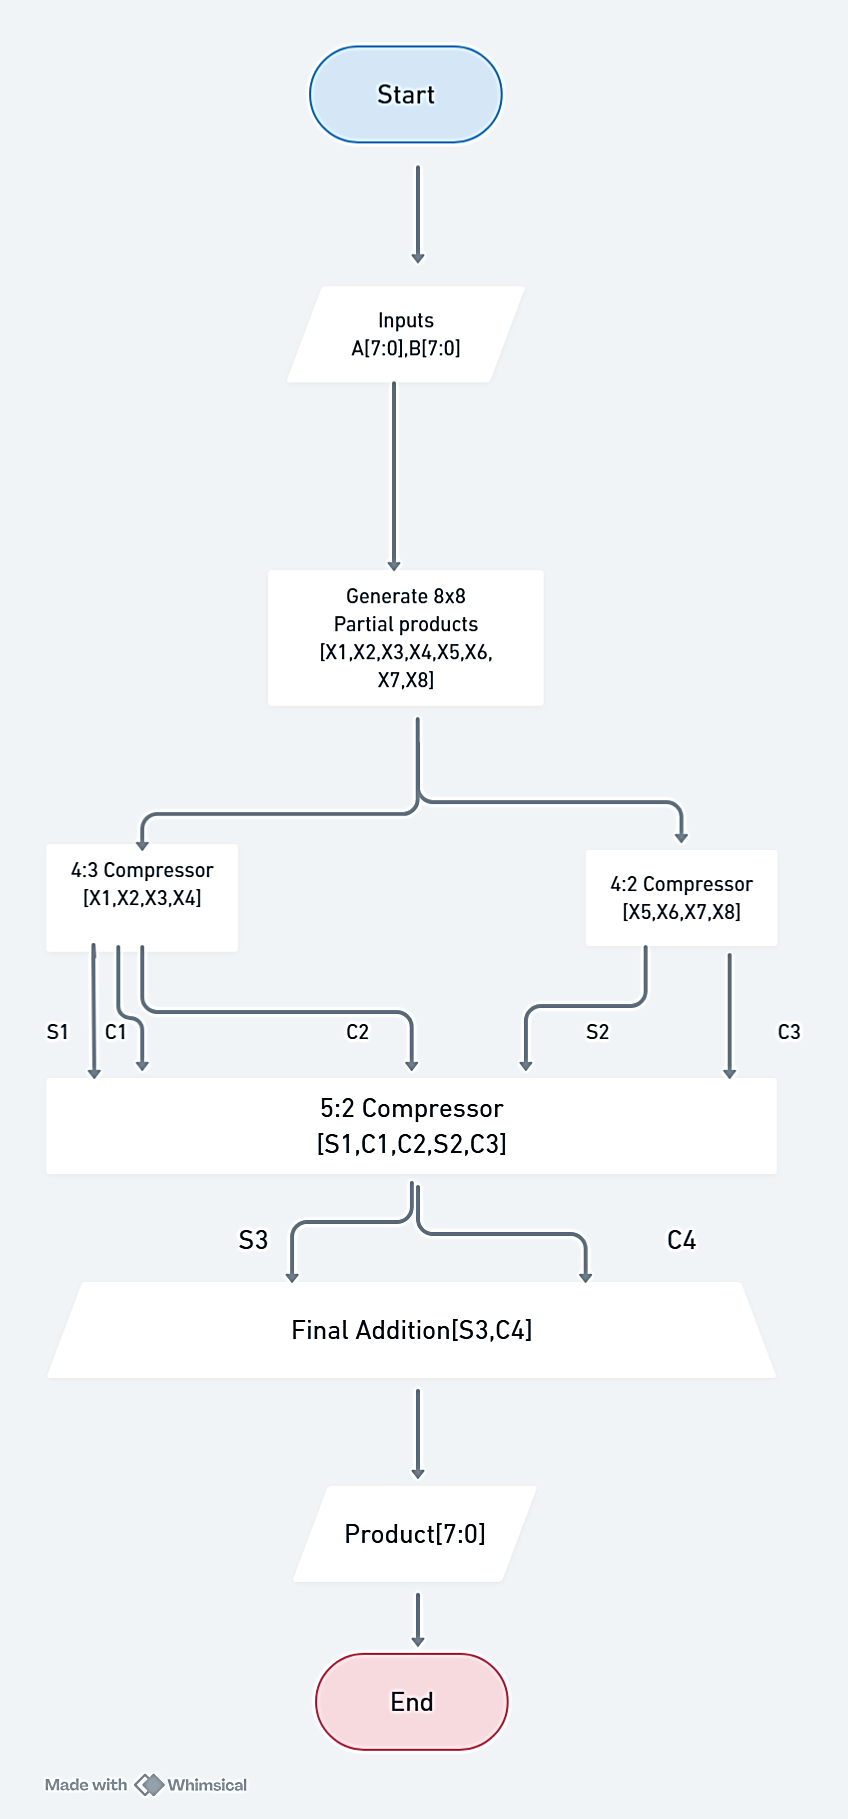 Start
Inputs
A[7:0],B[7:0]
Generate 8x8
Partial products
[X1,X2,X3,X4,X5,X6,
X7,X8]
4:3 Compressor
[X1,X2,X3,X4]
4:2 Compressor
[X5,X6,X7,X8]
S1
C1
C2
S2
C3
5:2 Compressor
[S1,C1,C2,S2,C3]
S3
C4
Final Addition[S3,C4]
Product[7:0]
End
Made with Whimsical